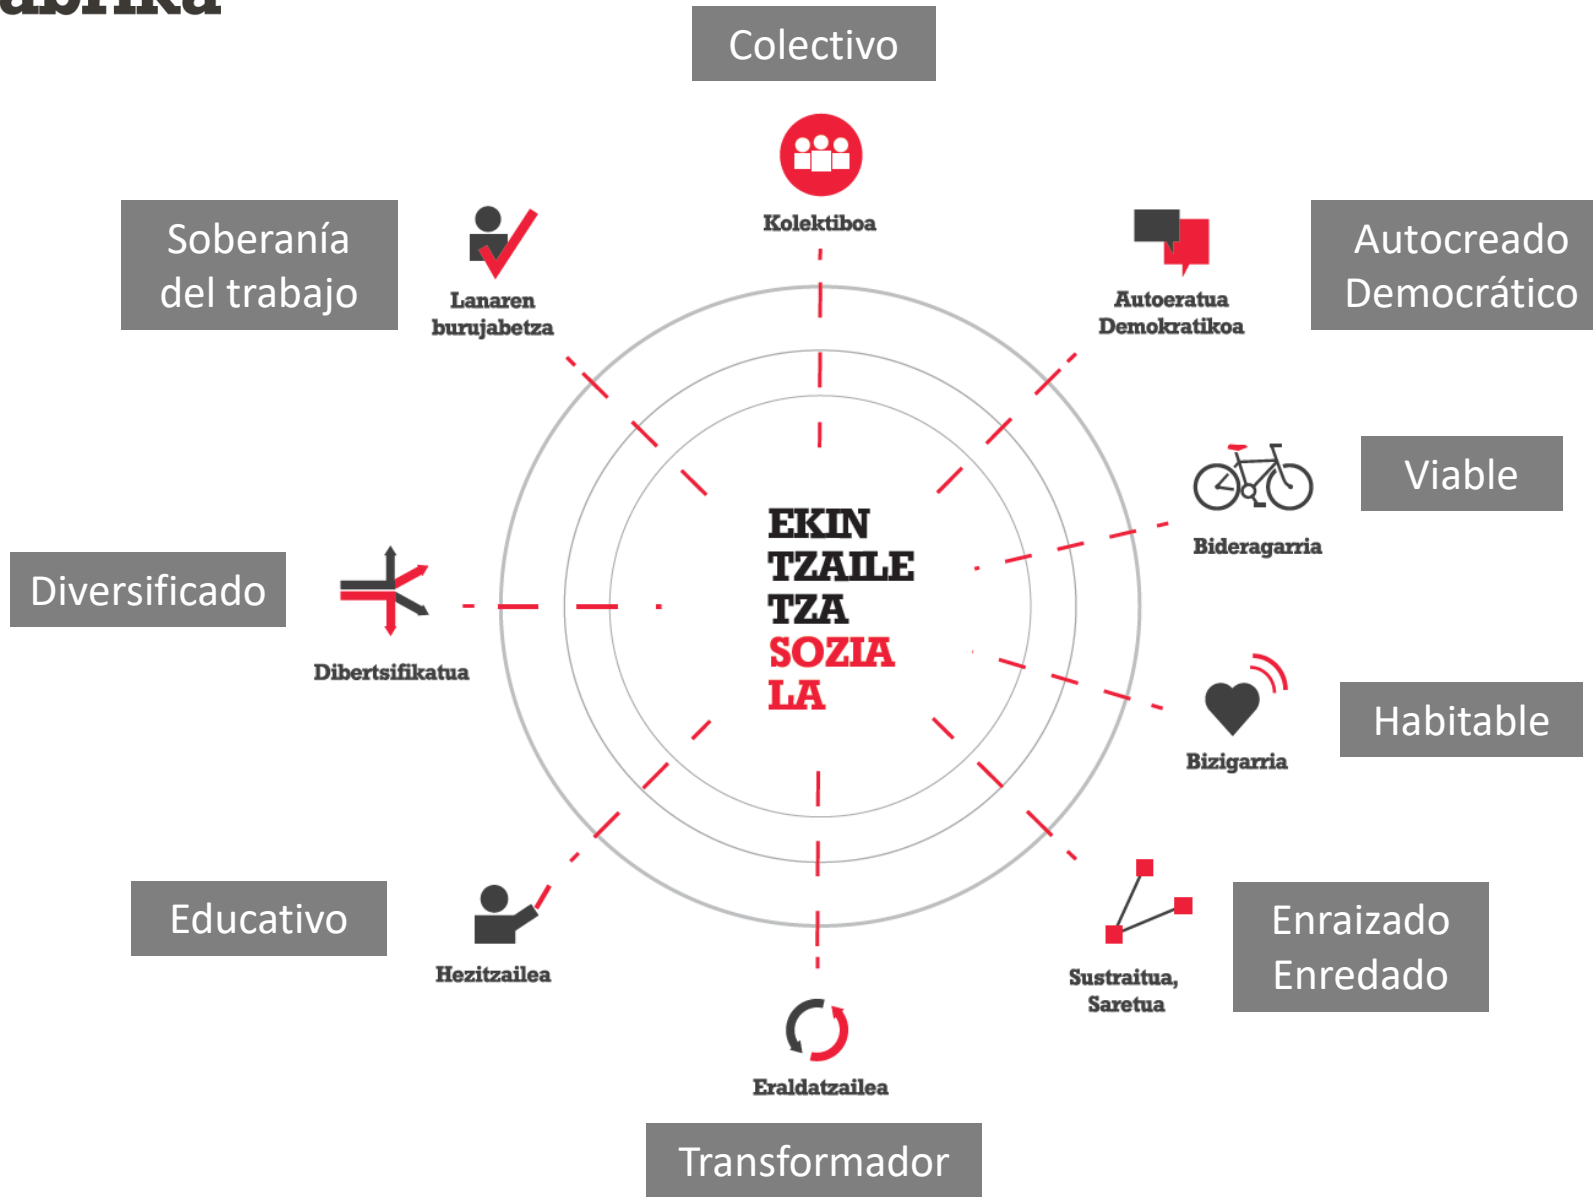 abrika
Colectivo
Kolektiboa
Soberanía
del trabajo
Lanaren
burujabetza
Autoeratua
Demokratikoa
Autocreado
Democrático
Viable
Bideragarria
EKIN
TZAILE
TZA
SOZIA
LA
Diversificado
Dibertsifikatua
Habitable
Bizigarria
Educativo
Hezitzailea
Enraizado
Enredado
Sustraitua,
Saretua
Eraldatzailea
Transformador